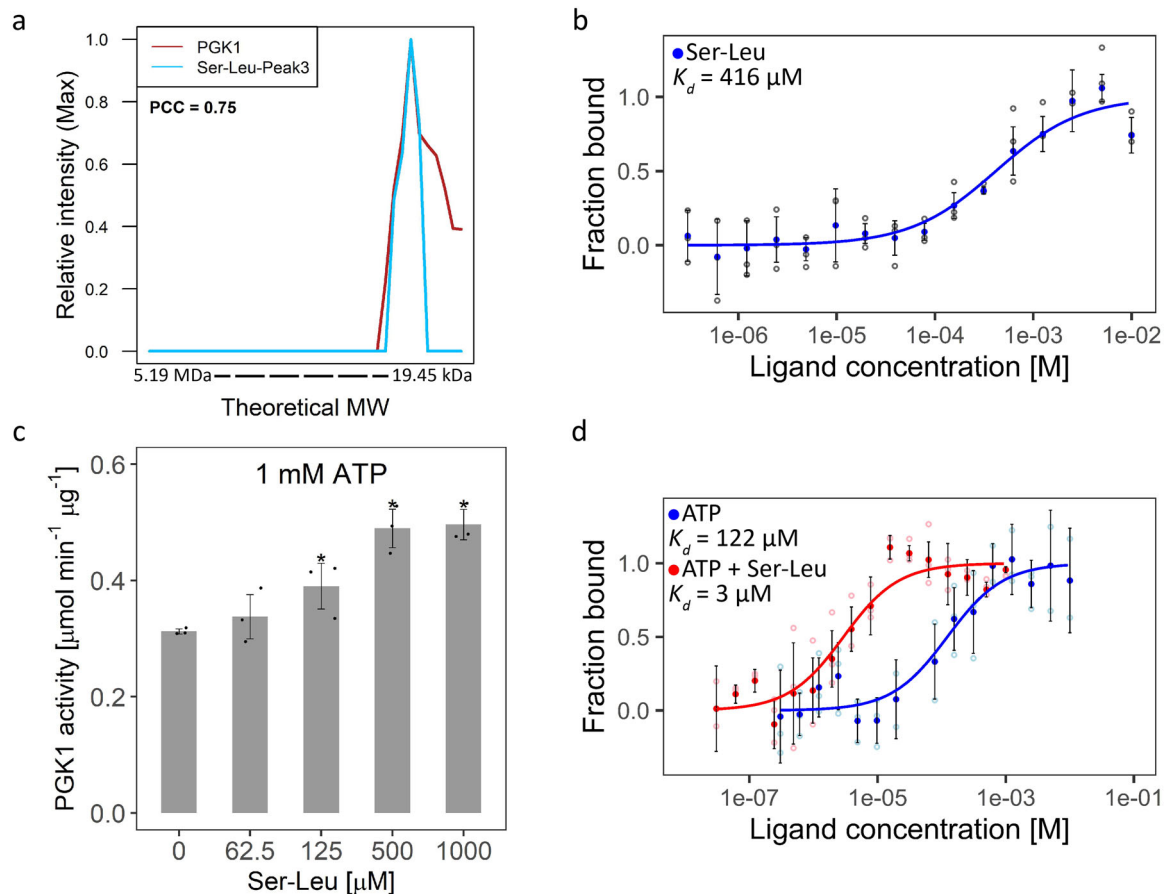 a
PGK1
Ser-Leu-Peak3
PCC = 0.75
Relative intensity (Max)
1.0
0.8
0.6
0.4
0.2
0.0
5.19 MDa
19.45 kDa
Theoretical MW
b
Ser-Leu
K_d = 416 µM
Fraction bound
1.0
0.5
0.0
1e-06 1e-05 1e-04 1e-03 1e-02
Ligand concentration [M]
c
1 mM ATP
PGK1 activity [µmol min⁻¹ µg⁻¹]
0.6
0.4
0.2
0.0
* * *
0 62.5 125 500 1000
Ser-Leu [µM]
d
ATP
K_d = 122 µM
ATP + Ser-Leu
K_d = 3 µM
Fraction bound
1.0
0.5
0.0
1e-07 1e-05 1e-03 1e-01
Ligand concentration [M]